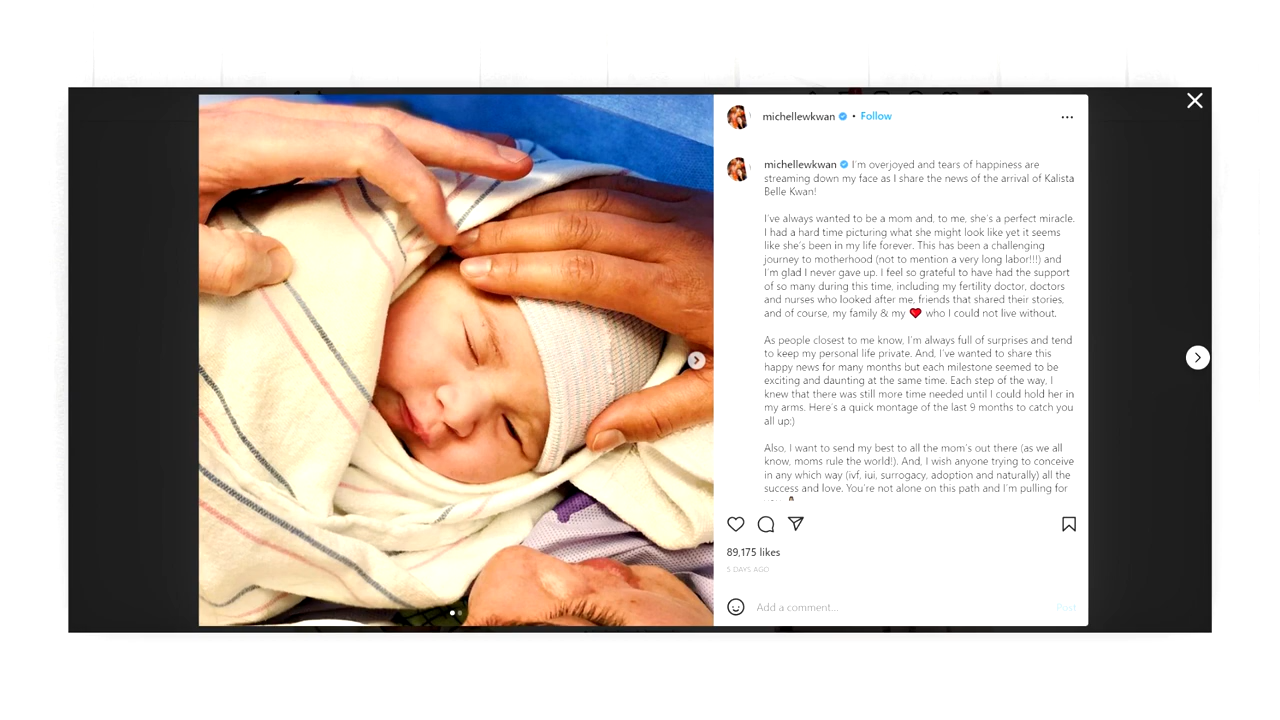 michellewkwan • Follow
michellewkwan I'm overjoyed and tears of happiness are
streaming down my face as I share the news of the arrival of Kalista
Belle Kwan!
I've always wanted to be a mom and, to me, she's a perfect miracle.
I had a hard time picturing what she might look like yet it seems
like she's been in my life forever. This has been a challenging
journey to motherhood (not to mention a very long labor!!!) and
I'm glad I never gave up. I feel so grateful to have had the support
of so many during this time, including my fertility doctor, doctors
and nurses who looked after me, friends that shared their stories,
and of course, my family & my ❤️ who I could not live without.
As people closest to me know, I'm always full of surprises and tend
to keep my personal life private. And, I've wanted to share this
happy news for many months but each milestone seemed to be
exciting and daunting at the same time. Each step of the way, I
knew that there was still more time needed until I could hold her in
my arms. Here's a quick montage of the last 9 months to catch you
all up:)
Also, I want to send my best to all the mom's out there (as we all
know, moms rule the world!). And, I wish anyone trying to conceive
in any which way (ivf, iui, surrogacy, adoption and naturally) all the
success and love. You're not alone on this path and I'm pulling for
89,175 likes
5 DAYS AGO
Add a comment...
Post